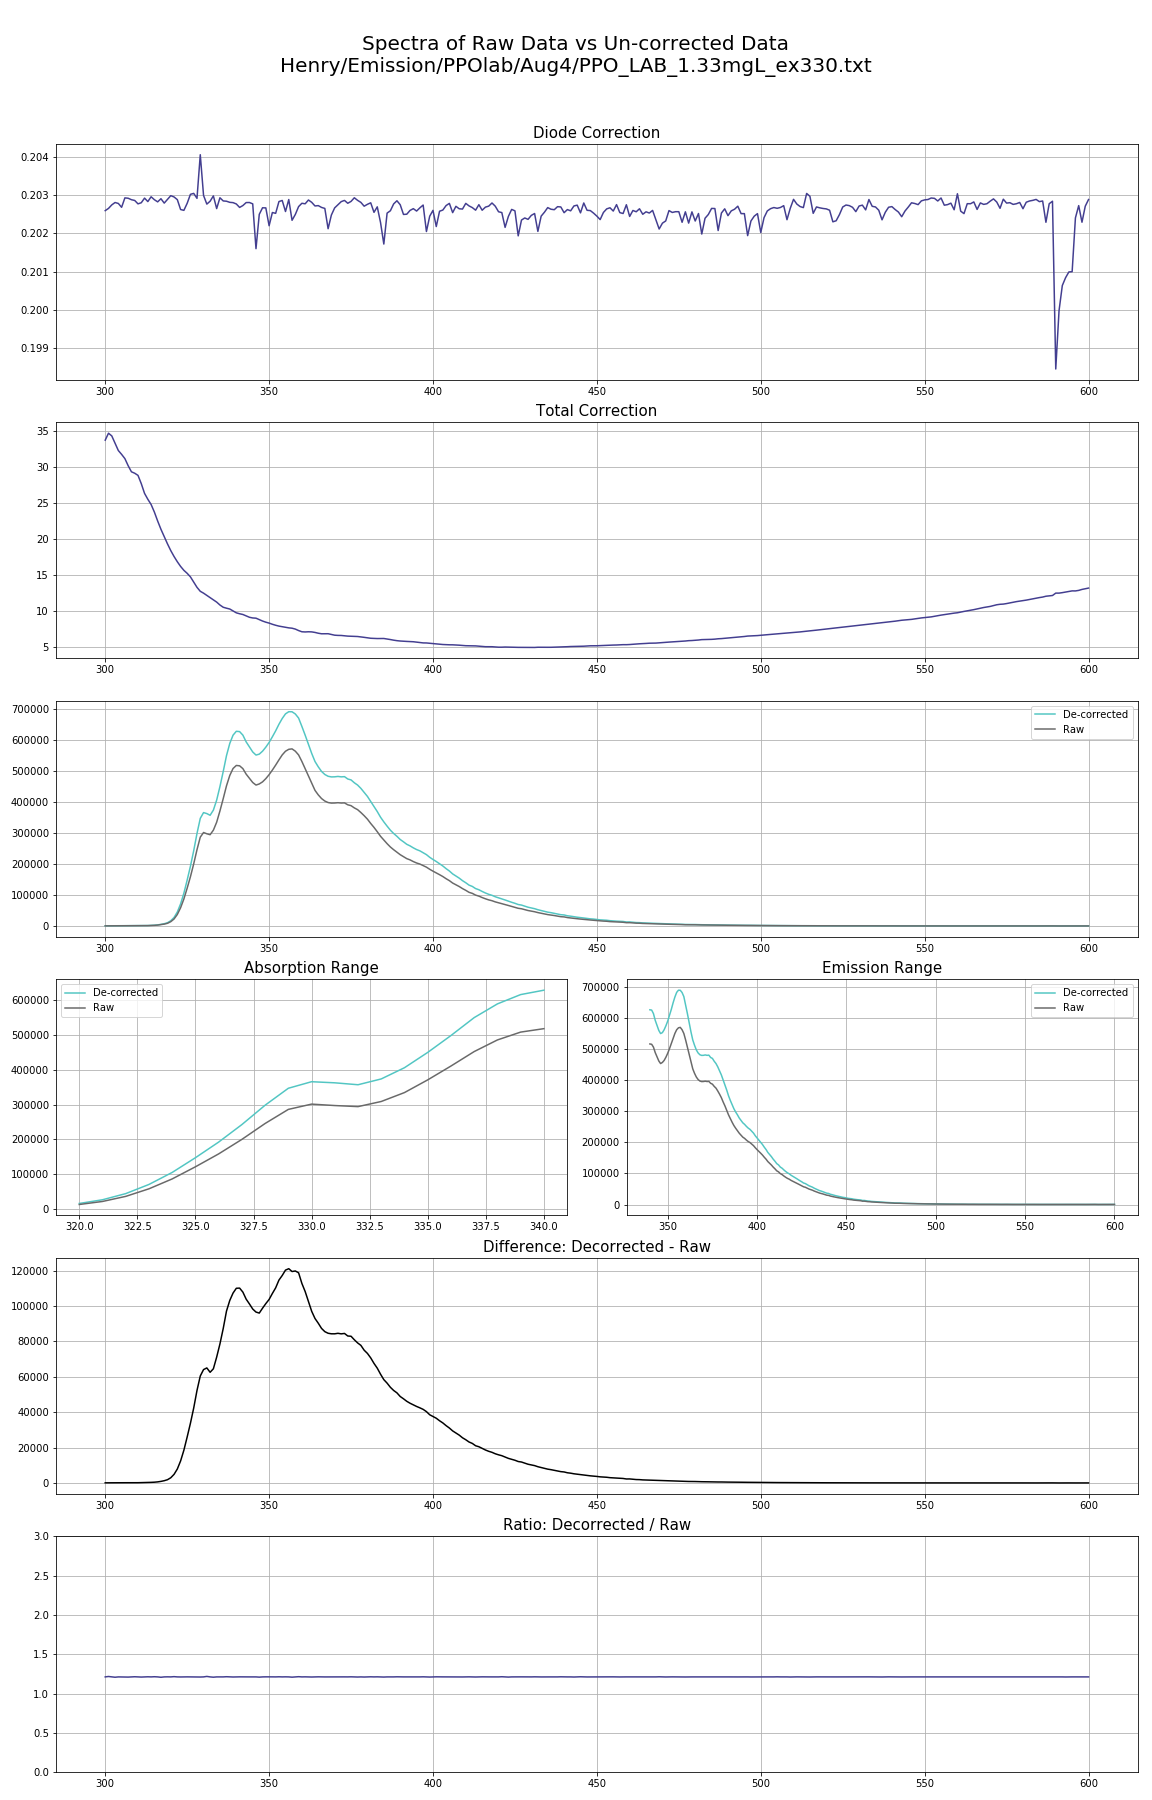 Spectra of Raw Data vs Un-corrected Data
Henry/Emission/PPOlab/Aug4/PPO_LAB_1.33mgL_ex330.txt
Diode Correction
0.204
0.203
0.202
0.201
0.200
0.199
300 350 400 450 500 550 600
Total Correction
35
30
25
20
15
10
5
300 350 400 450 500 550 600
700000
600000
500000
400000
300000
200000
100000
0
De-corrected
Raw
300 350 400 450 500 550 600
Absorption Range
600000
500000
400000
300000
200000
100000
0
De-corrected
Raw
320.0 322.5 325.0 327.5 330.0 332.5 335.0 337.5 340.0
Emission Range
700000
600000
500000
400000
300000
200000
100000
0
De-corrected
Raw
350 400 450 500 550 600
Difference: Decorrected - Raw
120000
100000
80000
60000
40000
20000
0
300 350 400 450 500 550 600
Ratio: Decorrected / Raw
3.0
2.5
2.0
1.5
1.0
0.5
0.0
300 350 400 450 500 550 600